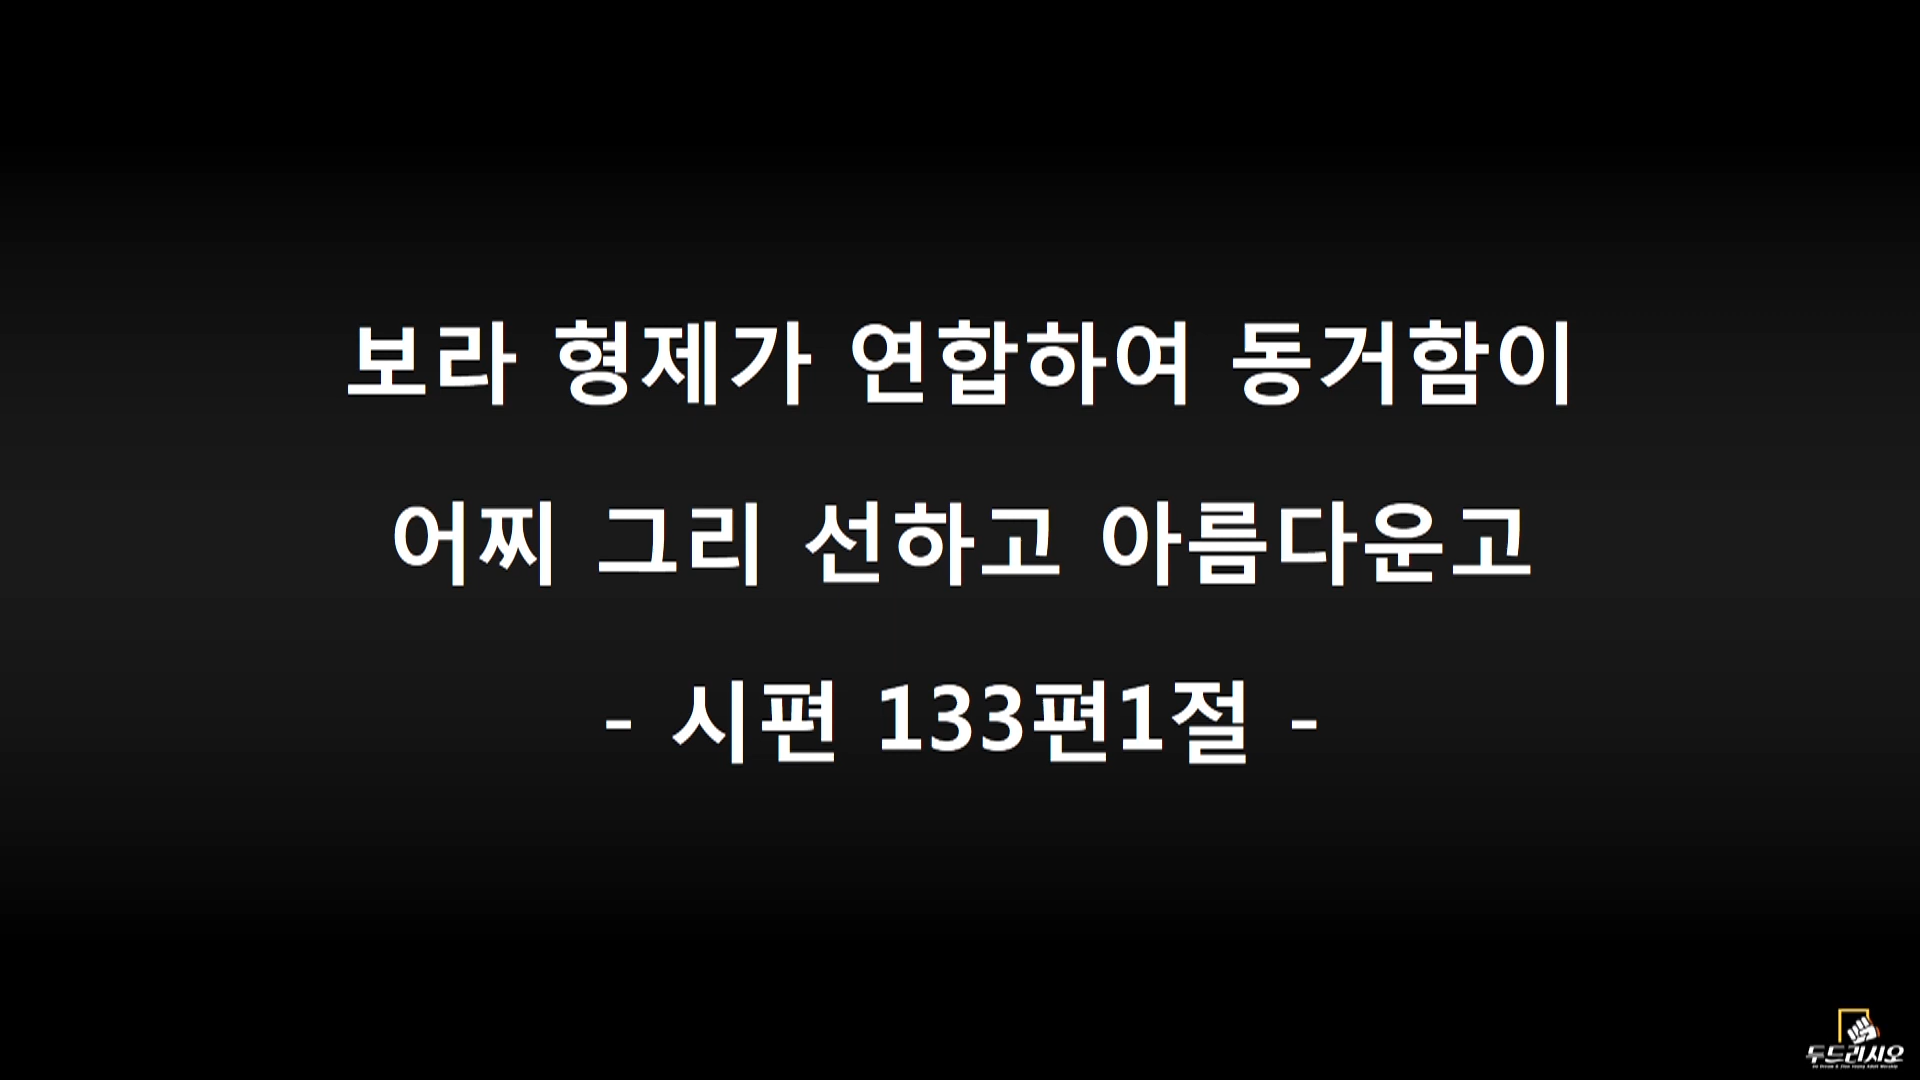 보라 형제가 연합하여 동거함이
어찌 그리 선하고 아름다운고
- 시편 133편1절 -
두드리시오